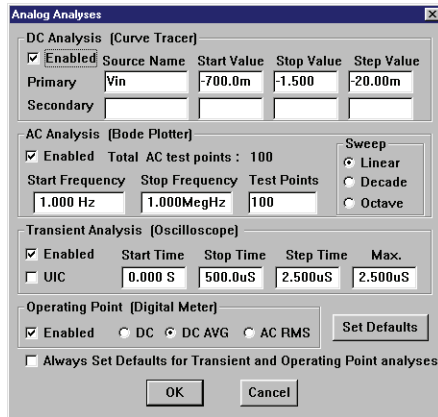 Analog Analyses
DC Analysis (Curve Tracer)
Enabled Source Name Start Value Stop Value Step Value
Primary Vin -700.0m -1.500 -20.00m
Secondary
AC Analysis (Bode Plotter)
Sweep
Enabled Total AC test points : 100
Linear
Start Frequency Stop Frequency Test Points
Decade
1.000 Hz 1.000MegHz 100
Octave
Transient Analysis (Oscilloscope)
Enabled Start Time Stop Time Step Time Max.
UIC 0.000 S 500.0uS 2.500uS 2.500uS
Operating Point (Digital Meter)
Enabled DC DC AVG AC RMS
Set Defaults
Always Set Defaults for Transient and Operating Point analyses
OK Cancel